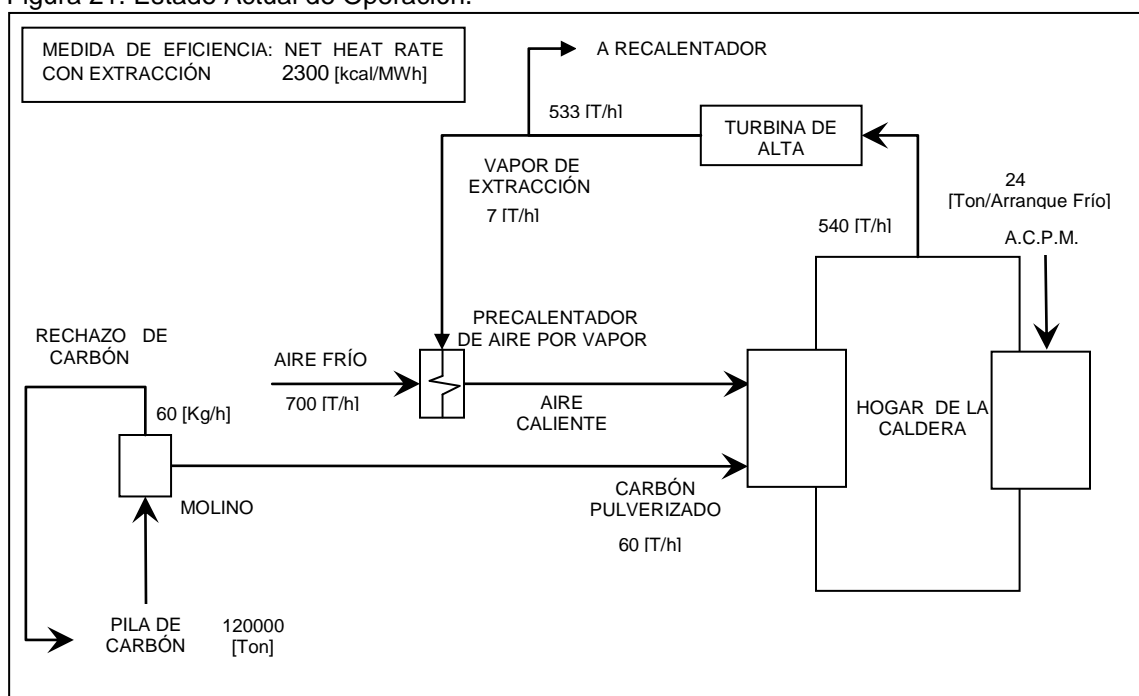 Figura 21. Estado Actual de Operación.
MEDIDA DE EFICIENCIA: NET HEAT RATE
CON EXTRACCIÓN 2300 [kcal/MWh]
A RECALENTADOR
533 [T/h]
TURBINA DE
ALTA
VAPOR DE
EXTRACCIÓN
7 [T/h]
24
[Ton/Arranque Frío]
540 [T/h]
A.C.P.M.
RECHAZO DE
CARBÓN
PRECALENTADOR
DE AIRE POR VAPOR
AIRE FRÍO
700 [T/h]
AIRE
CALIENTE
HOGAR DE LA
CALDERA
60 [Kg/h]
MOLINO
CARBÓN
PULVERIZADO
60 [T/h]
PILA DE
CARBÓN
120000
[Ton]